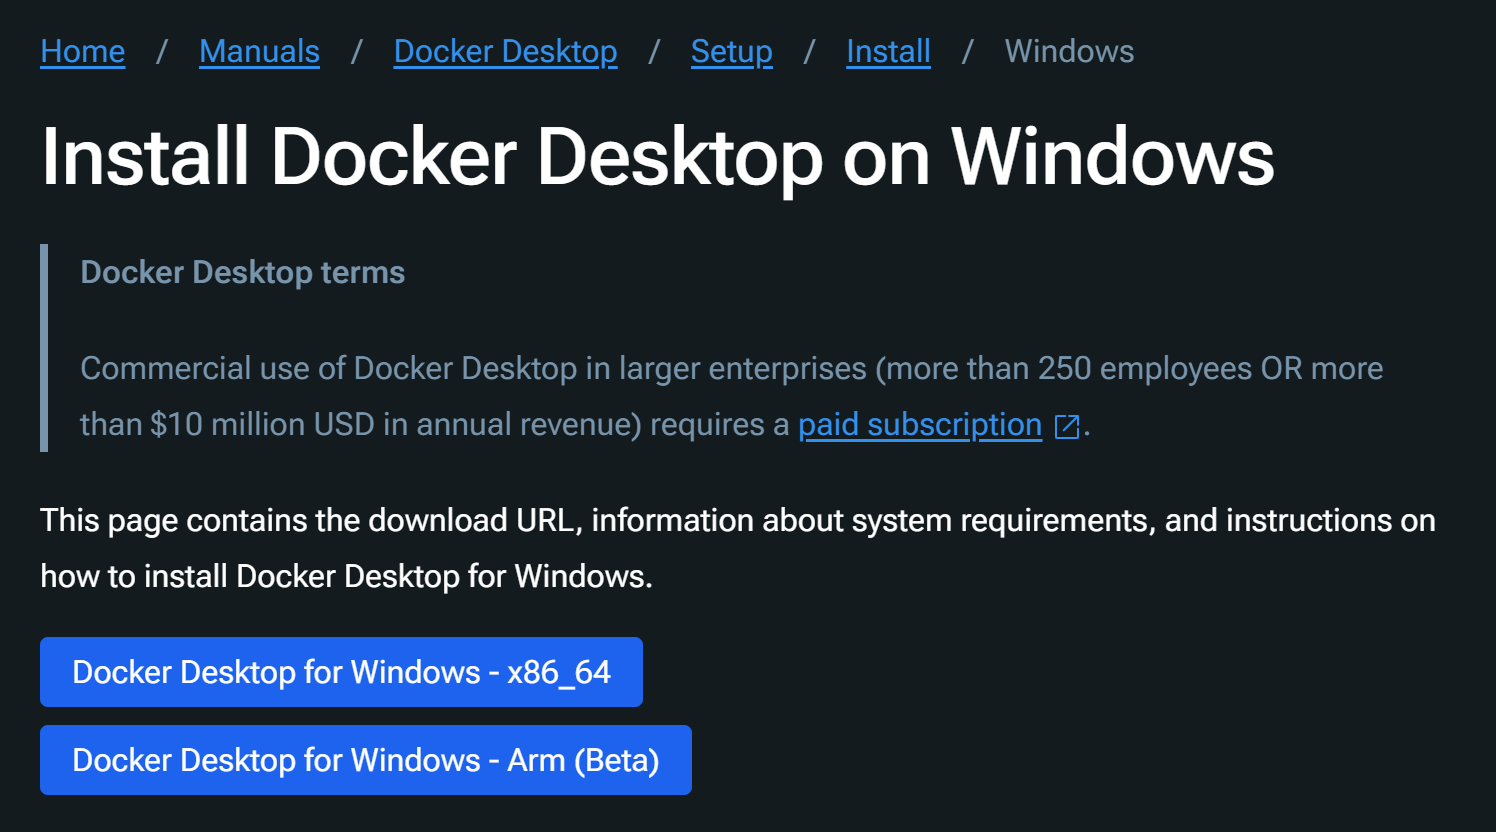 Home / Manuals / Docker Desktop / Setup / Install / Windows
Install Docker Desktop on Windows
Docker Desktop terms
Commercial use of Docker Desktop in larger enterprises (more than 250 employees OR more
than $10 million USD in annual revenue) requires a paid subscription.
This page contains the download URL, information about system requirements, and instructions on
how to install Docker Desktop for Windows.
Docker Desktop for Windows - x86_64
Docker Desktop for Windows - Arm (Beta)